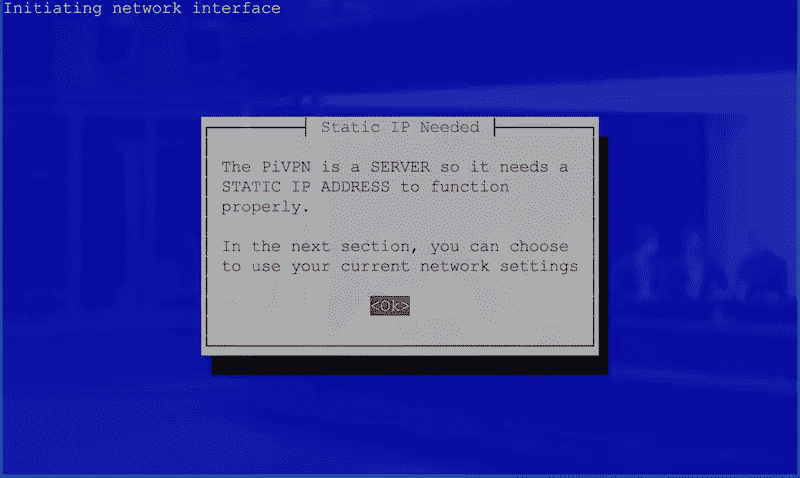 Initiating network interface
Static IP Needed
The PiVPN is a SERVER so it needs a
STATIC IP ADDRESS to function
properly.
In the next section, you can choose
to use your current network settings
<Ok>